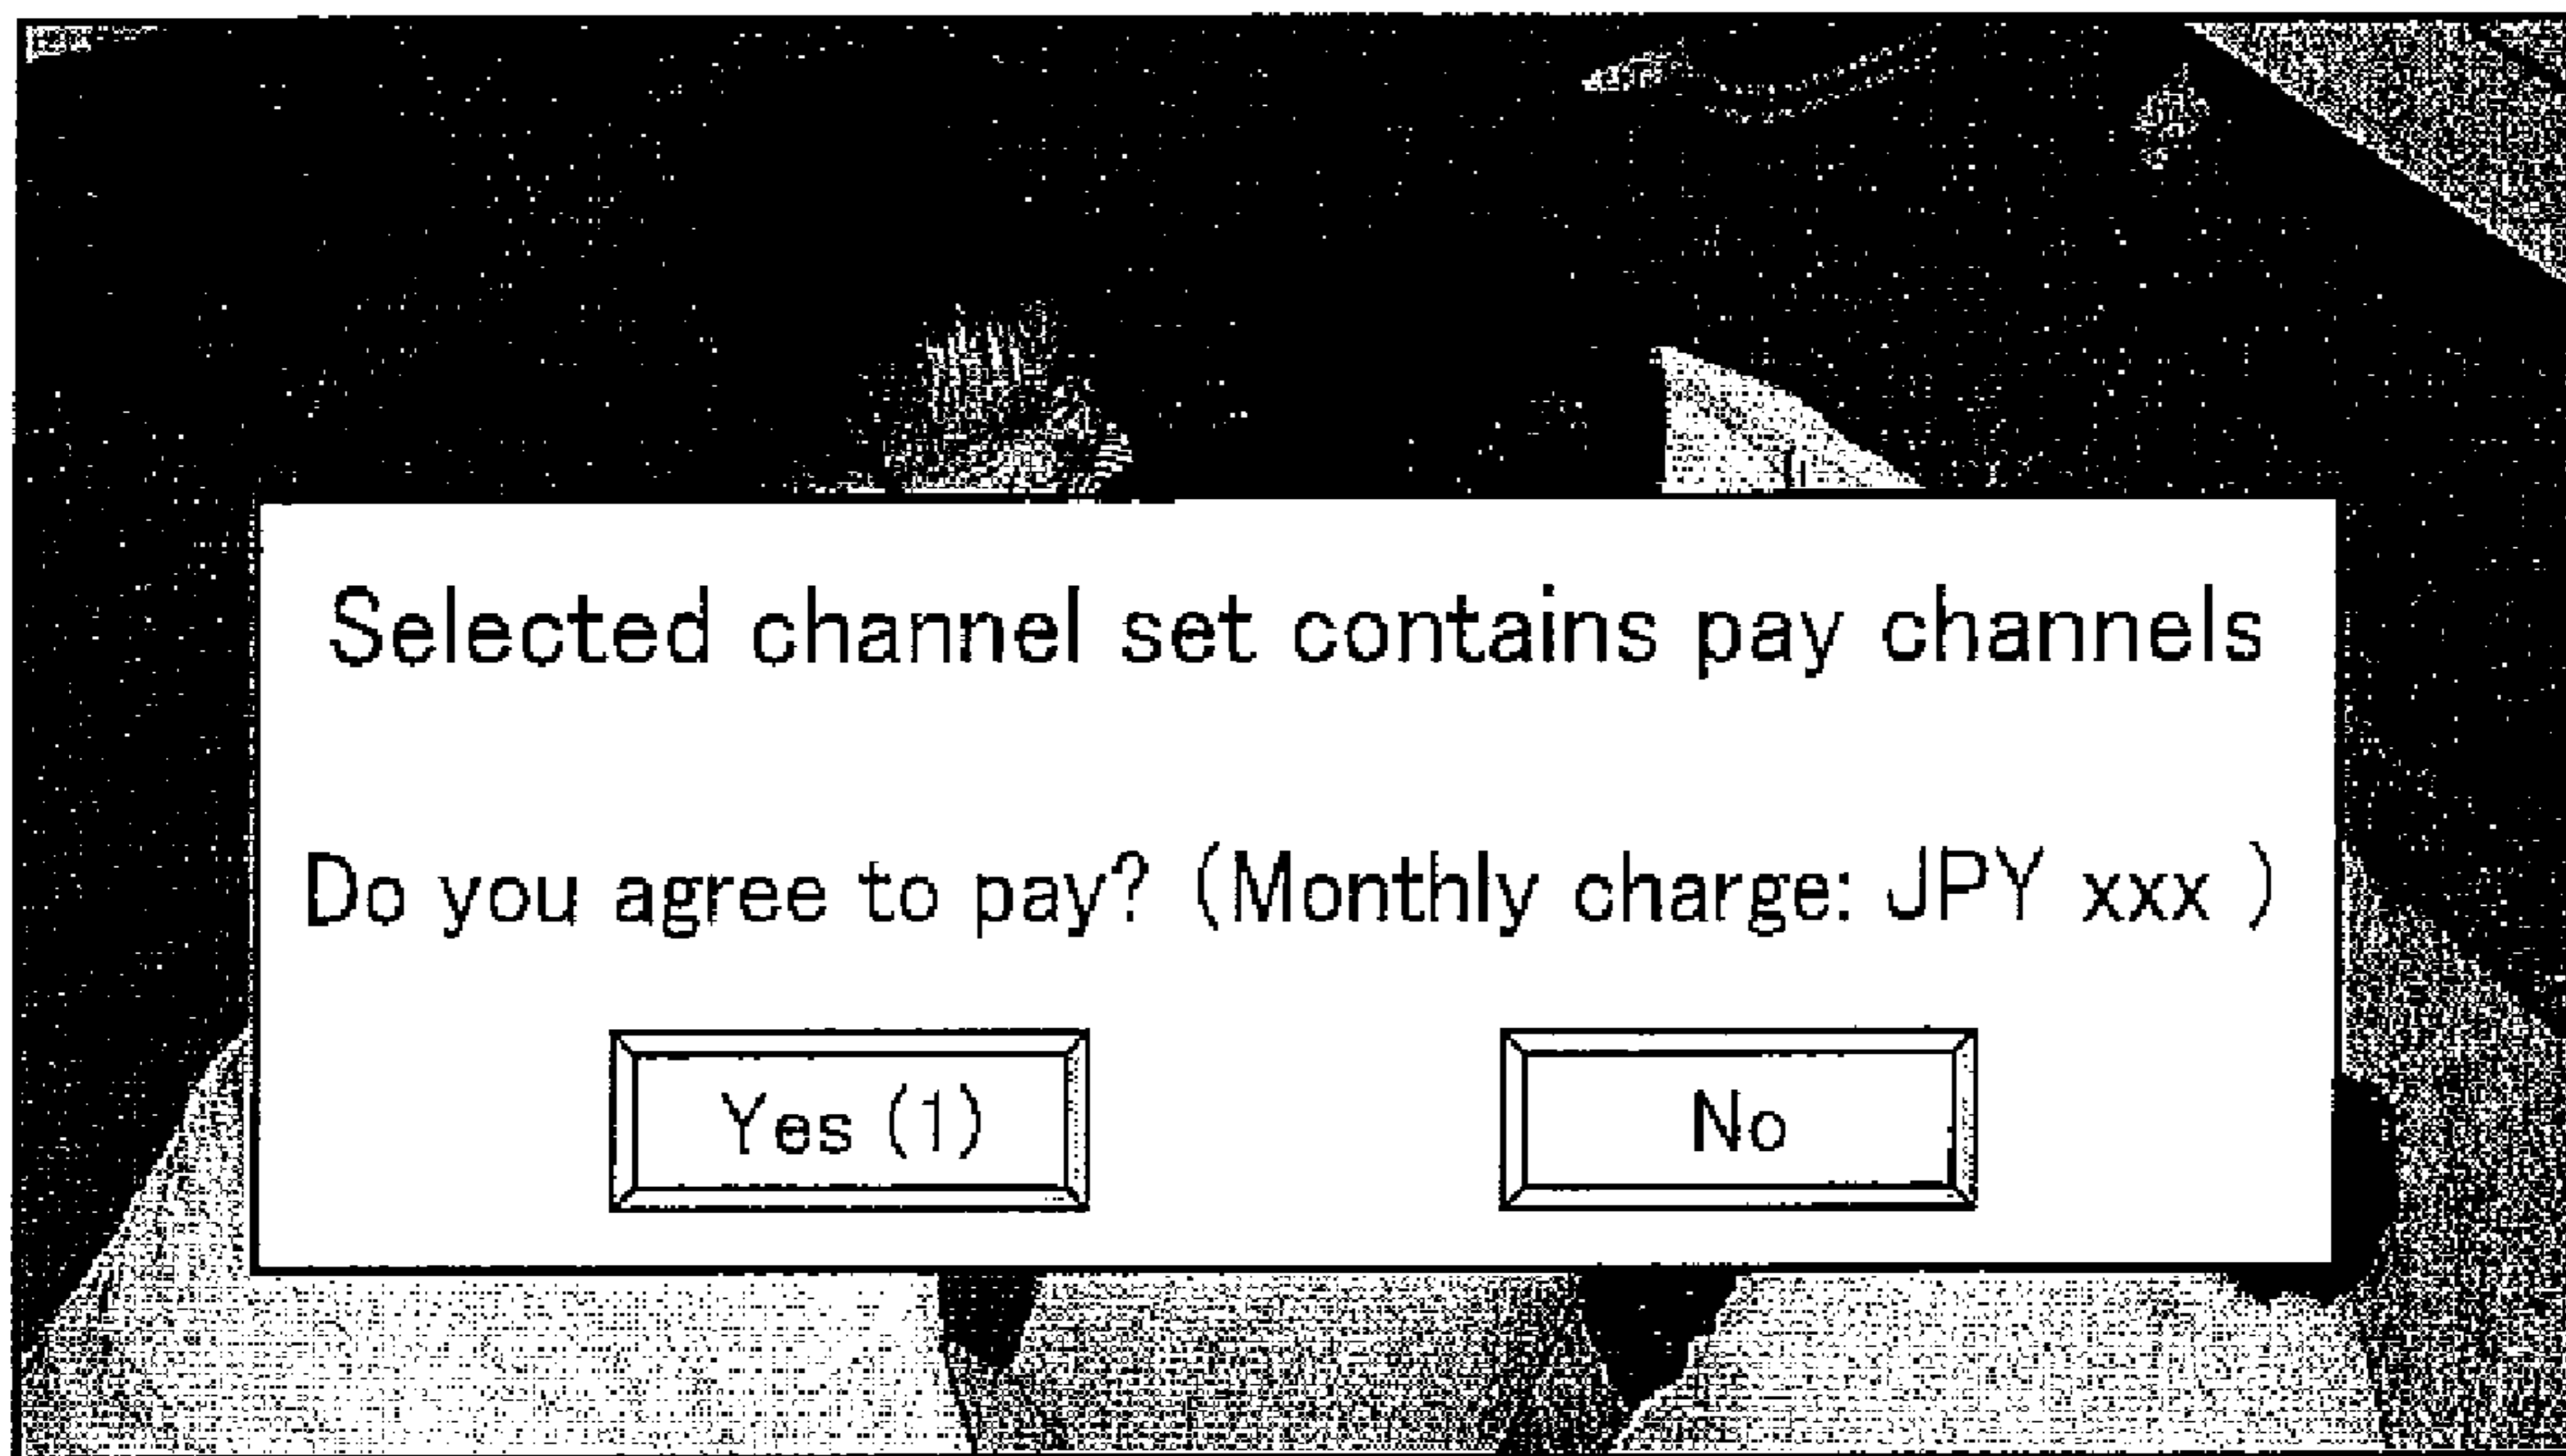 Selected channel set contains pay channels
Do you agree to pay? (Monthly charge: JPY xxx )
Yes (1) No